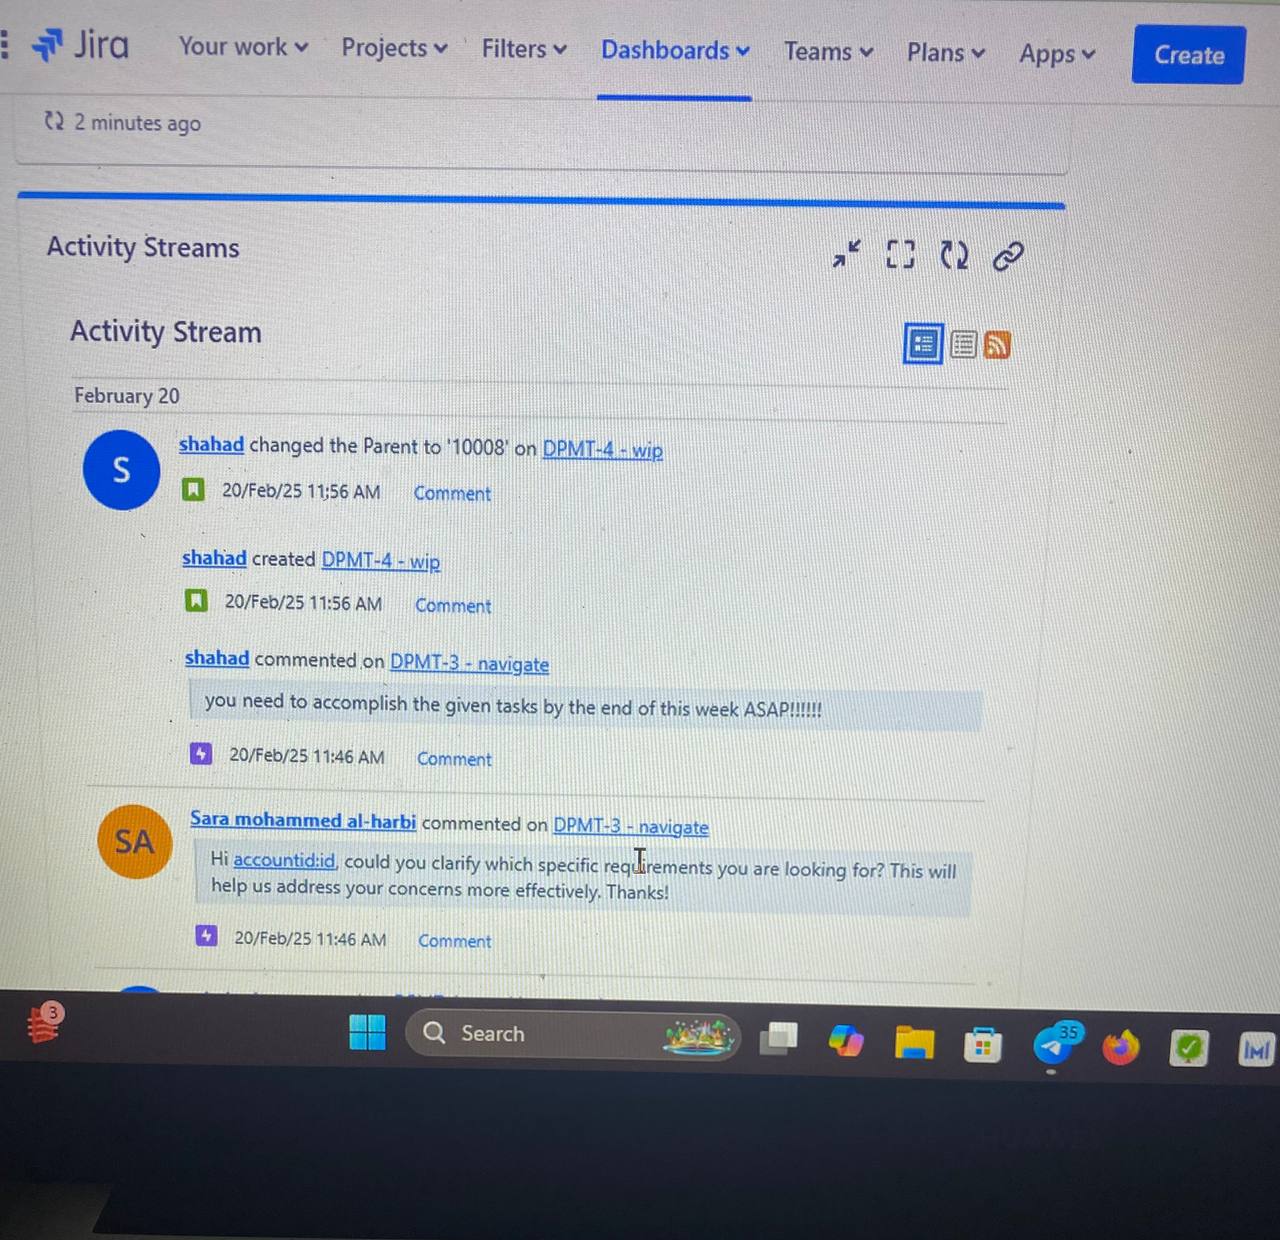 Jira Your work Projects Filters Dashboards Teams Plans Apps Create
2 minutes ago
Activity Streams
Activity Stream
February 20
S
shahad changed the Parent to '10008' on DPMT-4 - wip
20/Feb/25 11:56 AM Comment
shahad created DPMT-4 - wip
20/Feb/25 11:56 AM Comment
shahad commented on DPMT-3 - navigate
you need to accomplish the given tasks by the end of this week ASAP!!!!!!
20/Feb/25 11:46 AM Comment
SA
Sara mohammed al-harbi commented on DPMT-3 - navigate
Hi accountid:id, could you clarify which specific requirements you are looking for? This will
help us address your concerns more effectively. Thanks!
20/Feb/25 11:46 AM Comment
3 Search 35